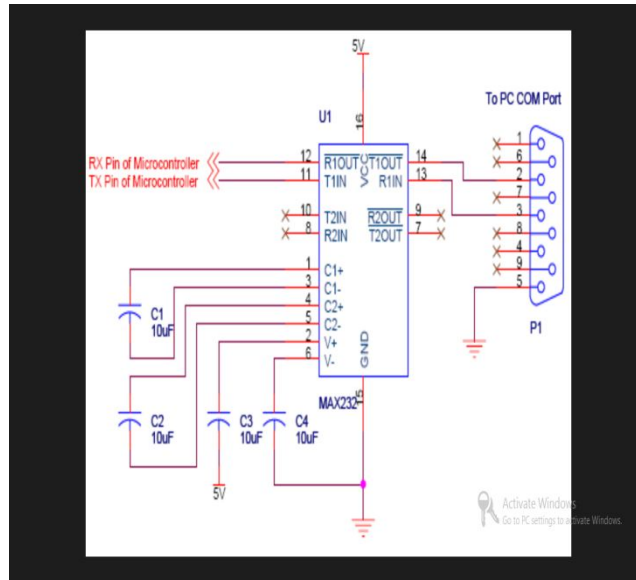 5V
To PC COM Port
U1
16
RX Pin of Microcontroller 12 R1OUT VCC T1OUT 14
TX Pin of Microcontroller 11 T1IN R1IN 13
10 T2IN R2OUT 9
8 R2IN T2OUT 7
1
6
2
7
3
8
4
9
5
P1
1 C1+
3 C1-
4 C2+
5 C2-
2 V+
6 V-
GND
15
MAX232
C1
10uF
C2
10uF
C3
10uF
C4
10uF
5V
Activate Windows
Go to PC settings to activate Windows.